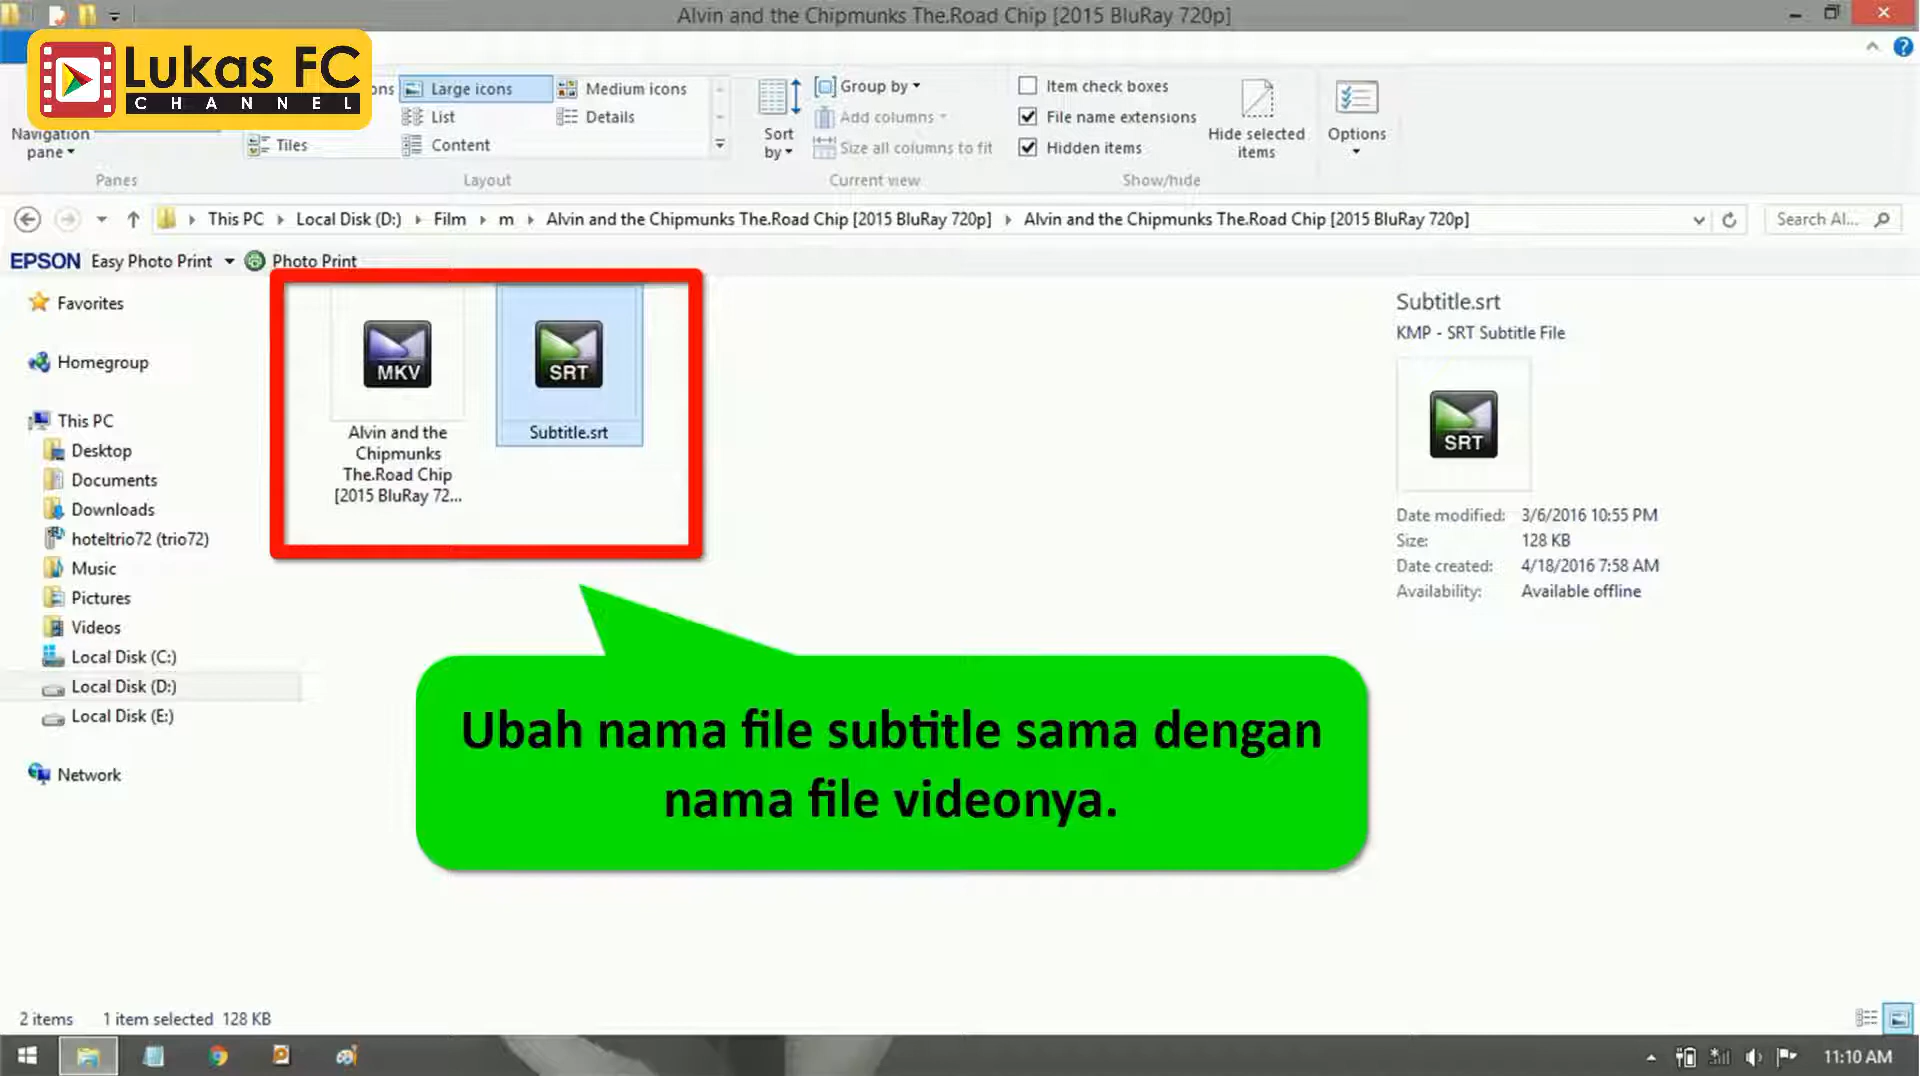 Alvin and the Chipmunks The.Road Chip [2015 BluRay 720p]
Lukas FC
CHANNEL
Large icons
Medium icons
List
Details
Tiles
Content
Navigation
pane
Sort
by
Group by
Add columns
Size all columns to fit
Item check boxes
File name extensions
Hidden items
Hide selected
items
Options
Panes
Layout
Current view
Show/hide
This PC
Local Disk (D:)
Film
m
Alvin and the Chipmunks The.Road Chip [2015 BluRay 720p]
Alvin and the Chipmunks The.Road Chip [2015 BluRay 720p]
Search Al...
EPSON Easy Photo Print
Photo Print
Favorites
Homegroup
This PC
Desktop
Documents
Downloads
hoteltrio72 (trio72)
Music
Pictures
Videos
Local Disk (C:)
Local Disk (D:)
Local Disk (E:)
Network
MKV
Alvin and the
Chipmunks
The.Road Chip
[2015 BluRay 72...
SRT
Subtitle.srt
Subtitle.srt
KMP - SRT Subtitle File
SRT
Date modified: 3/6/2016 10:55 PM
Size: 128 KB
Date created: 4/18/2016 7:58 AM
Availability: Available offline
Ubah nama file subtitle sama dengan
nama file videonya.
2 items 1 item selected 128 KB
11:10 AM